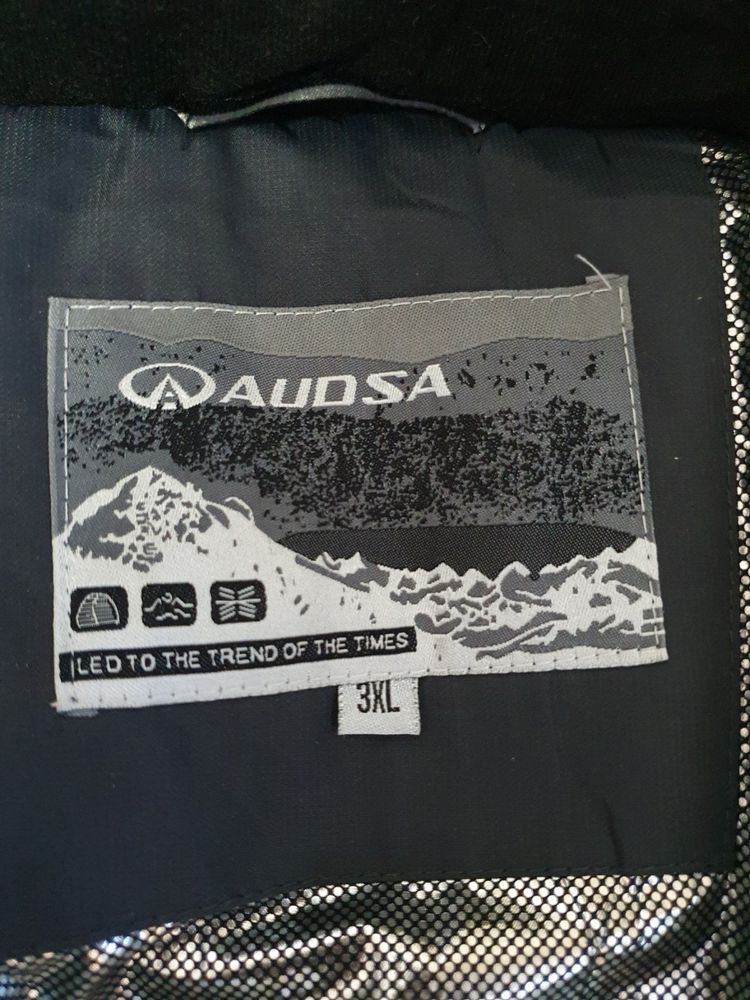 AUDSA
LED TO THE TREND OF THE TIMES
3XL